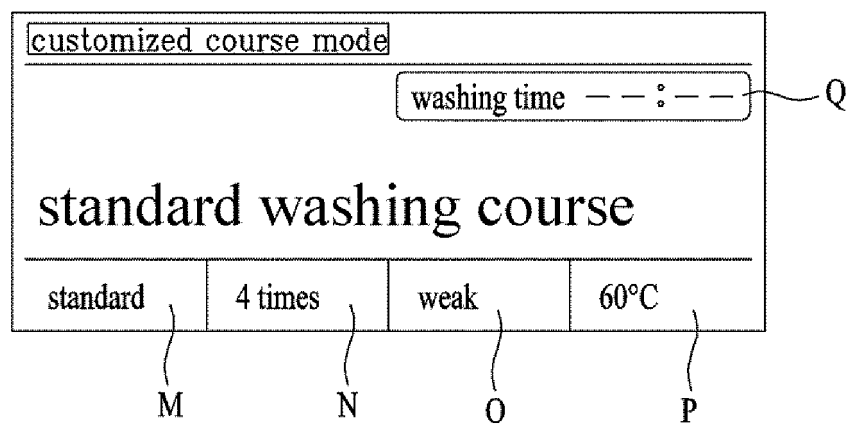 customized course mode
washing time – – : – – Q
standard washing course
standard 4 times weak 60°C
M N O P